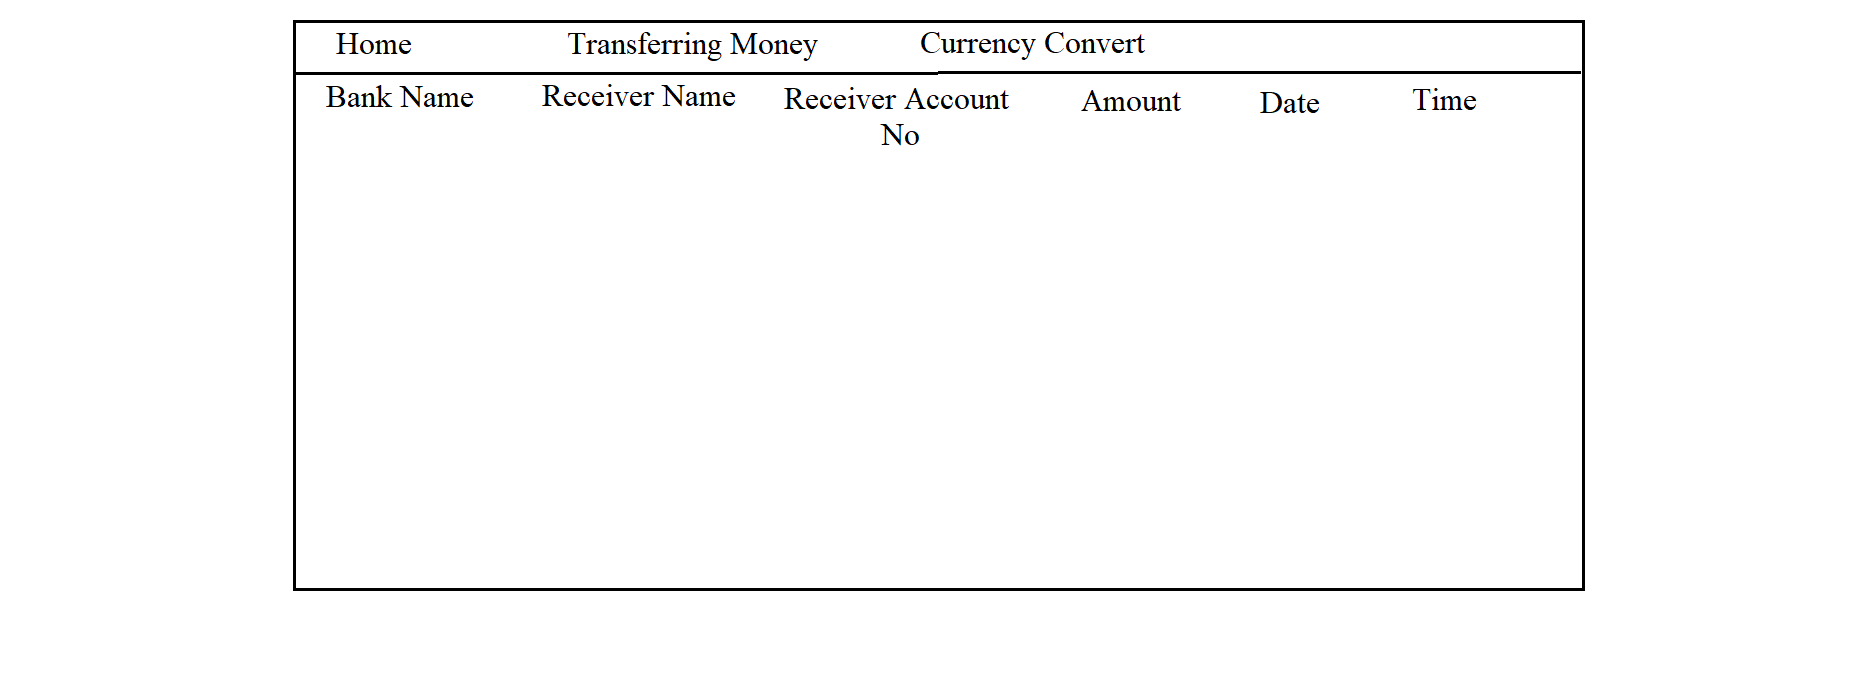 Home Transferring Money Currency Convert
Bank Name Receiver Name Receiver Account Amount Date Time
No